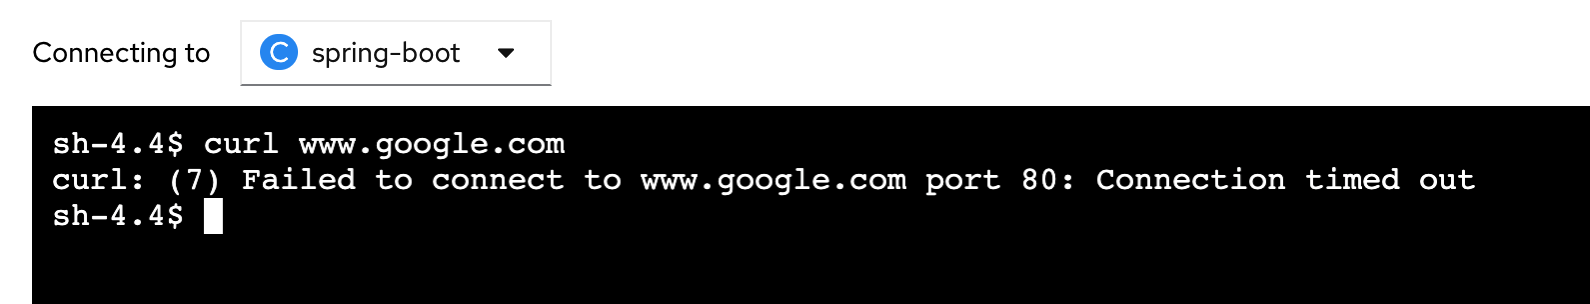 Connecting to C spring-boot
sh-4.4$ curl www.google.com
curl: (7) Failed to connect to www.google.com port 80: Connection timed out
sh-4.4$